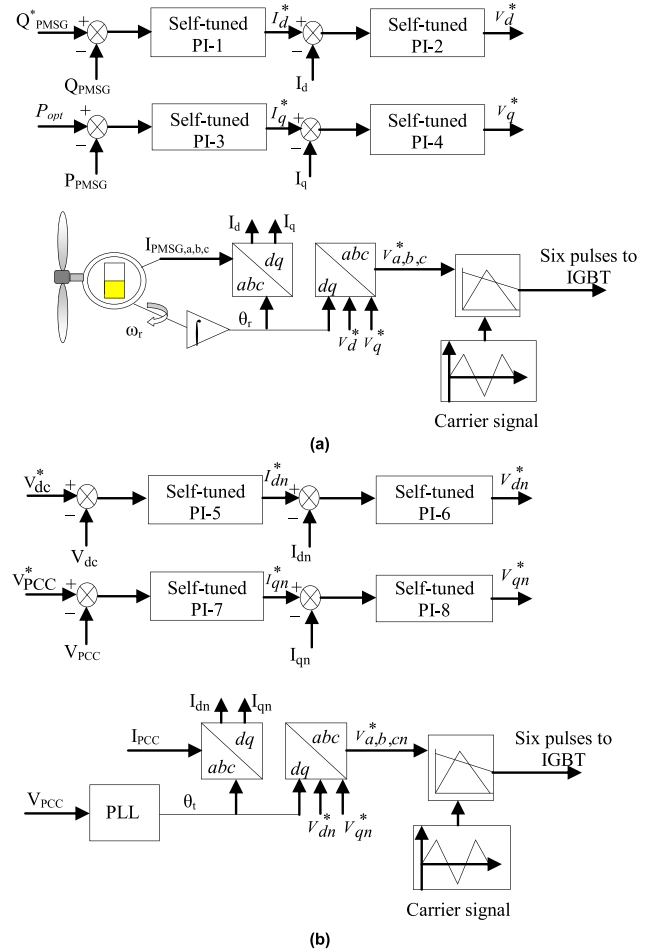 Q*PMSG + − QPMSG Self-tuned PI-1 I*d + − Id Self-tuned PI-2 V*d
Popt + − PPMSG Self-tuned PI-3 I*q + − Iq Self-tuned PI-4 V*q
Id Iq
IPMSG,a,b,c dq abc abc dq V*a,b,c Six pulses to IGBT
ωr ∫ θr V*d V*q
Carrier signal
(a)
V*dc + − Vdc Self-tuned PI-5 I*dn + − Idn Self-tuned PI-6 V*dn
V*PCC + − VPCC Self-tuned PI-7 I*qn + − Iqn Self-tuned PI-8 V*qn
Idn Iqn
IPCC dq abc abc dq V*a,b,cn Six pulses to IGBT
VPCC PLL θt V*dn V*qn
Carrier signal
(b)